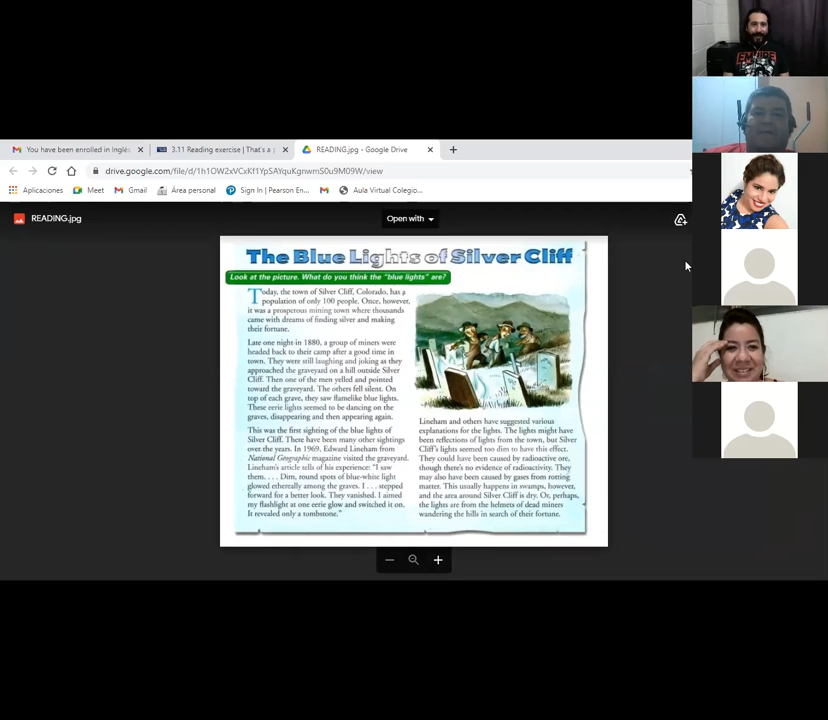 You have been enrolled in Inglés
3.11 Reading exercise | That's a p
READING.jpg - Google Drive
drive.google.com/file/d/1h1OW2xVCxKf1YpSAYquKgnwmS0u9M09W/view
Aplicaciones
Meet
Gmail
Área personal
Sign In | Pearson En...
Aula Virtual Colegio...
READING.jpg
Open with
EMPIRE
The Blue Lights of Silver Cliff
Look at the picture. What do you think the "blue lights" are?
Today, the town of Silver Cliff, Colorado, has a
population of only 100 people. Once, however,
it was a prosperous mining town where thousands
came with dreams of finding silver and making
their fortune.
Late one night in 1880, a group of miners were
headed back to their camp after a good time in
town. They were still laughing and joking as they
approached the graveyard on a hill outside Silver
Cliff. Then one of the men yelled and pointed
toward the graveyard. The others fell silent. On
top of each grave, they saw flamelike blue lights.
These eerie lights seemed to be dancing on the
graves, disappearing and then appearing again.
This was the first sighting of the blue lights of
Silver Cliff. There have been many other sightings
over the years. In 1969, Edward Lineham from
National Geographic magazine visited the graveyard.
Lineham's article tells of his experience: "I saw
them. . . . Dim, round spots of blue-white light
glowed ethereally among the graves. I . . . stepped
forward for a better look. They vanished. I aimed
my flashlight at one eerie glow and switched it on.
It revealed only a tombstone."
Lineham and others have suggested various
explanations for the lights. The lights might have
been reflections of lights from the town, but Silver
Cliff's lights seemed too dim to have this effect.
They could have been caused by radioactive ore,
though there's no evidence of radioactivity. They
may also have been caused by gases from rotting
matter. This usually happens in swamps, however,
and the area around Silver Cliff is dry. Or, perhaps,
the lights are from the helmets of dead miners
wandering the hills in search of their fortune.